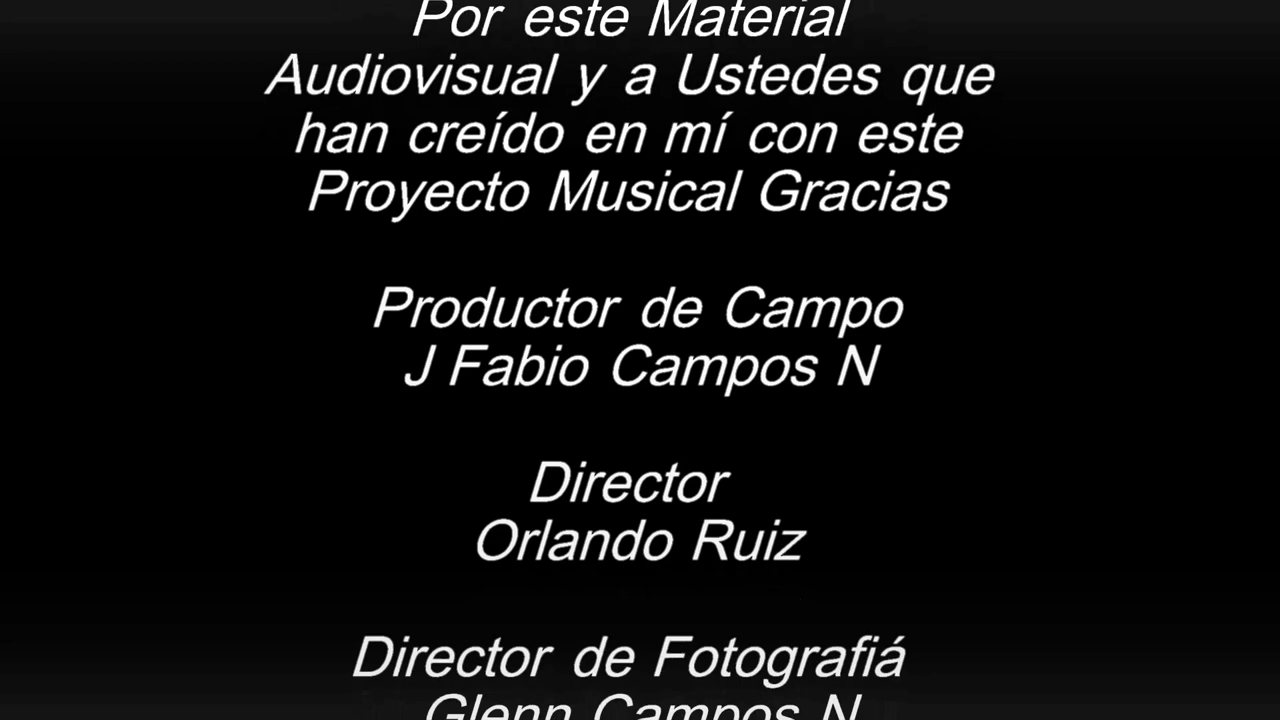 Por este Material
Audiovisual y a Ustedes que
han creído en mí con este
Proyecto Musical Gracias
Productor de Campo
J Fabio Campos N
Director
Orlando Ruiz
Director de Fotografiá
Glenn Campos N